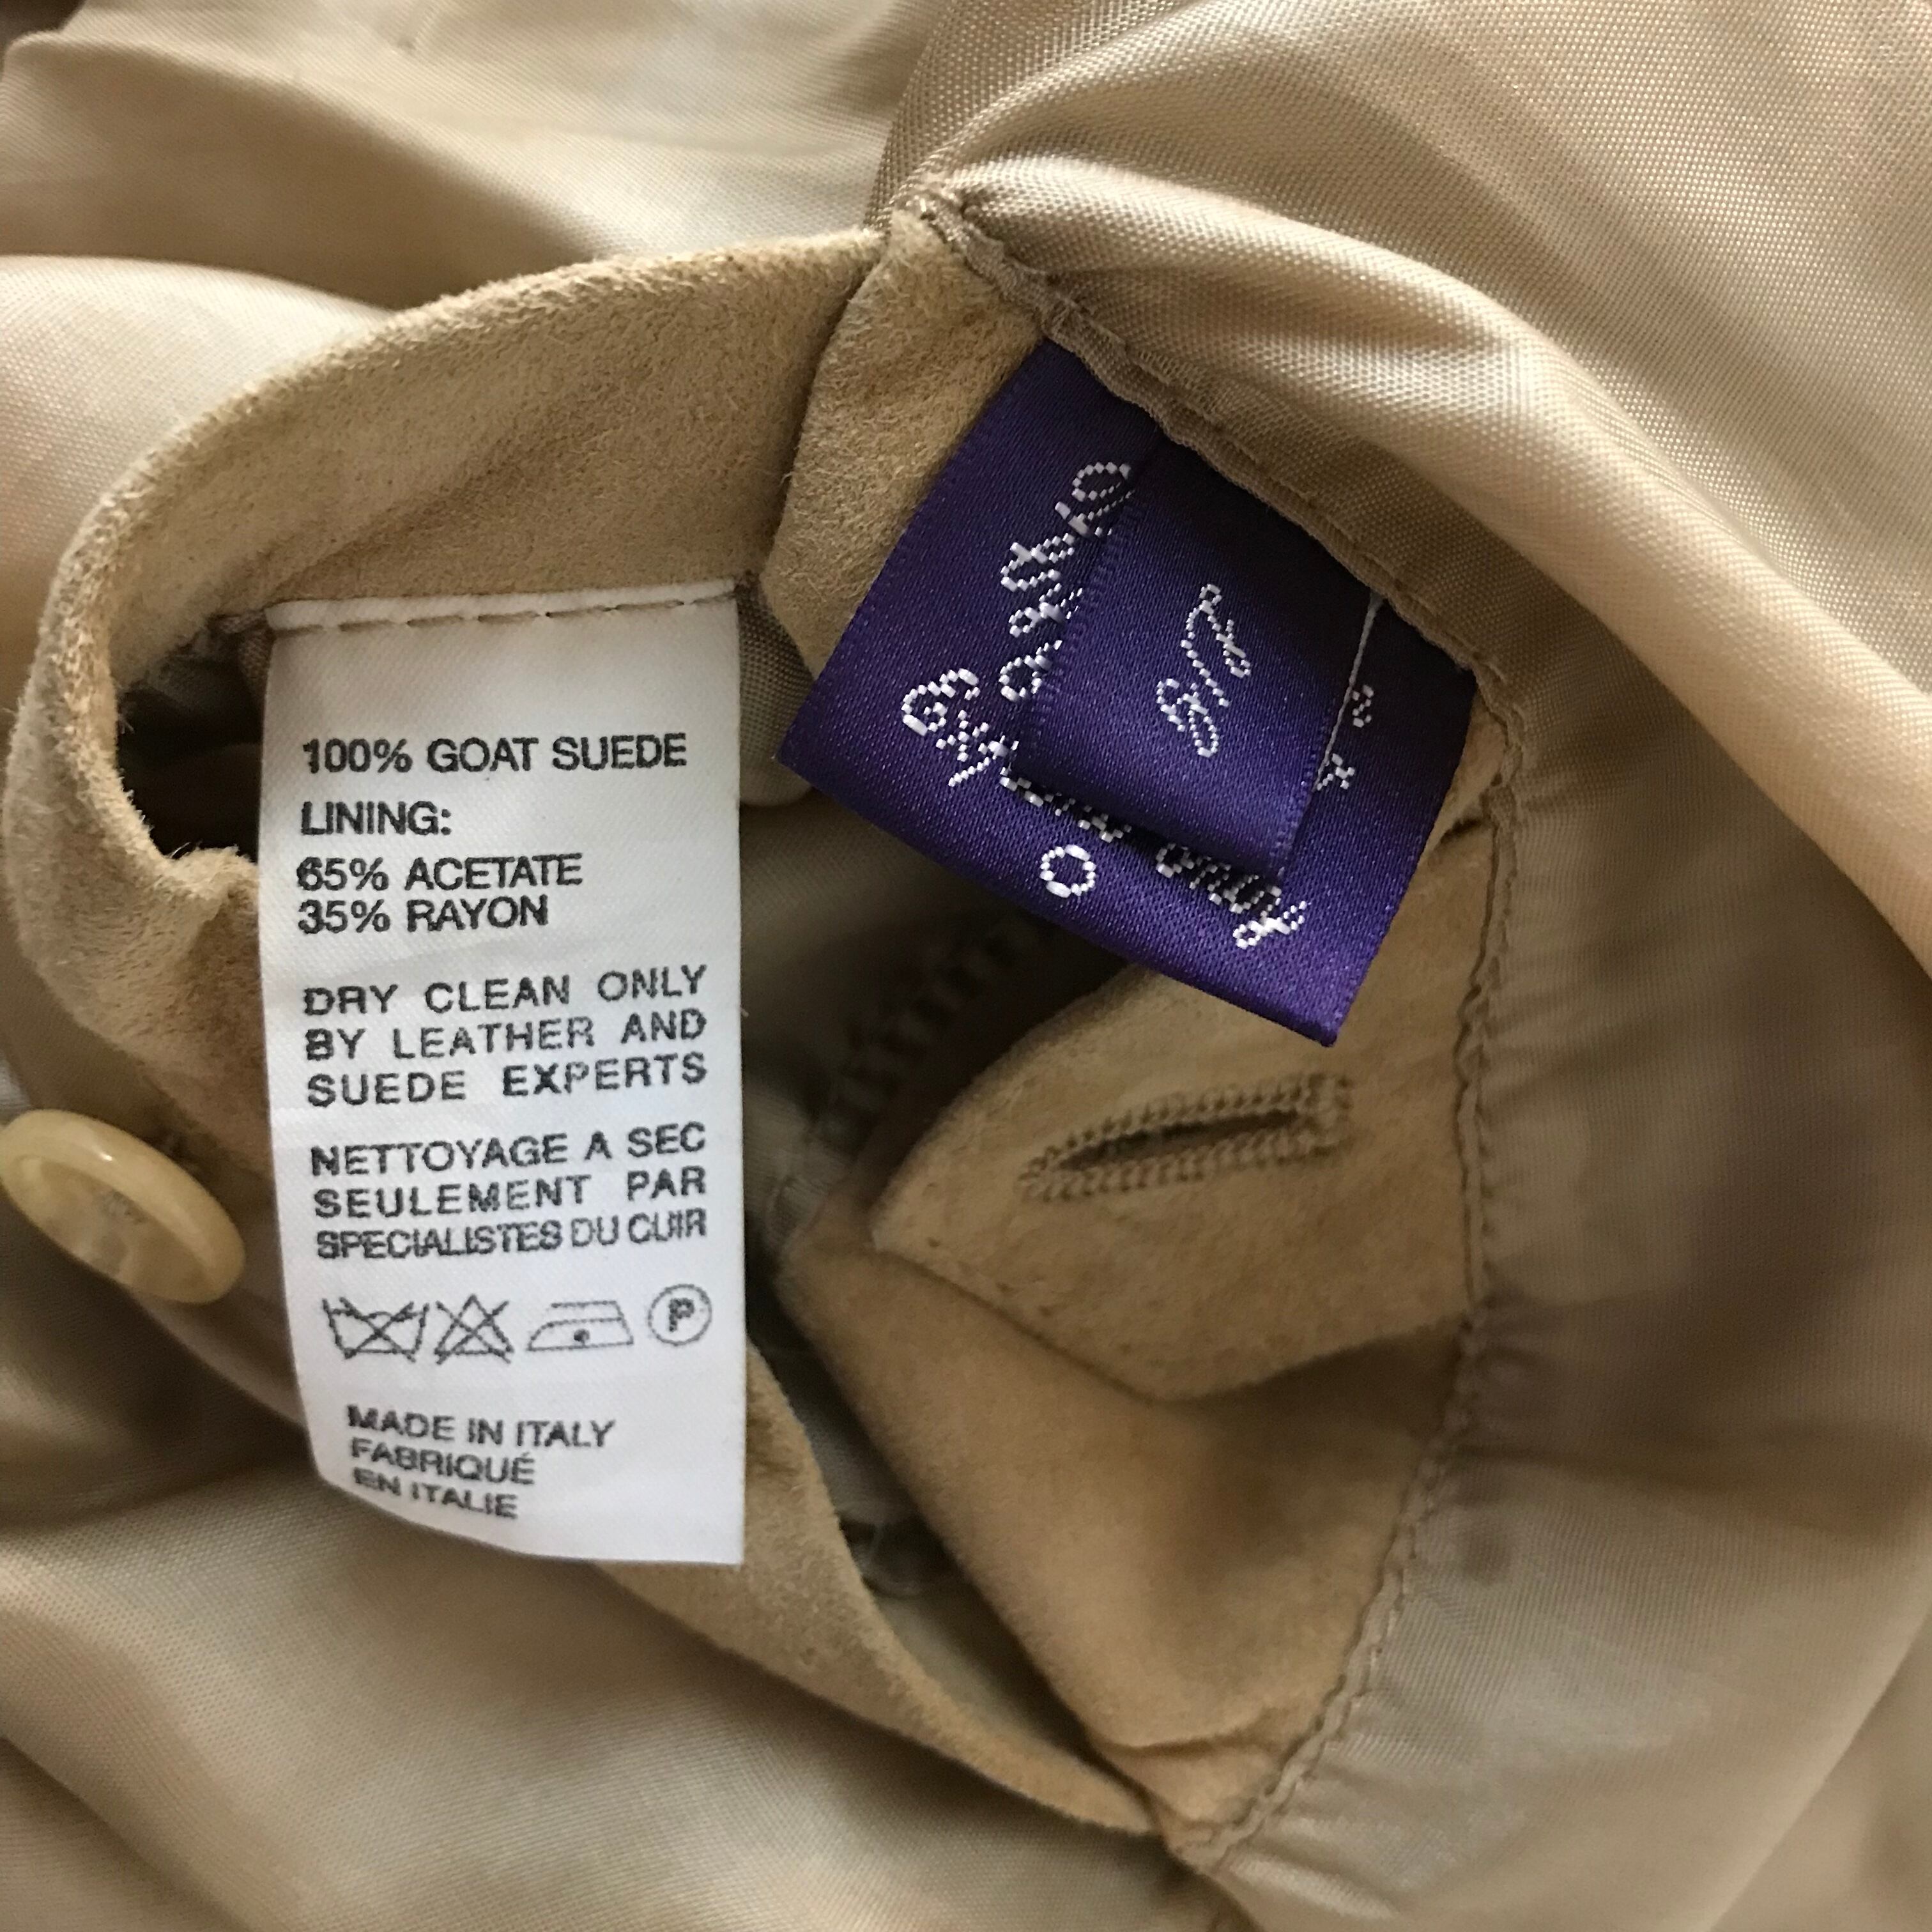 100% GOAT SUEDE
LINING:
65% ACETATE
35% RAYON
DRY CLEAN ONLY
BY LEATHER AND
SUEDE EXPERTS
NETTOYAGE A SEC
SEULEMENT PAR
SPECIALISTES DU CUIR
P
MADE IN ITALY
FABRIQUÉ
EN ITALIE